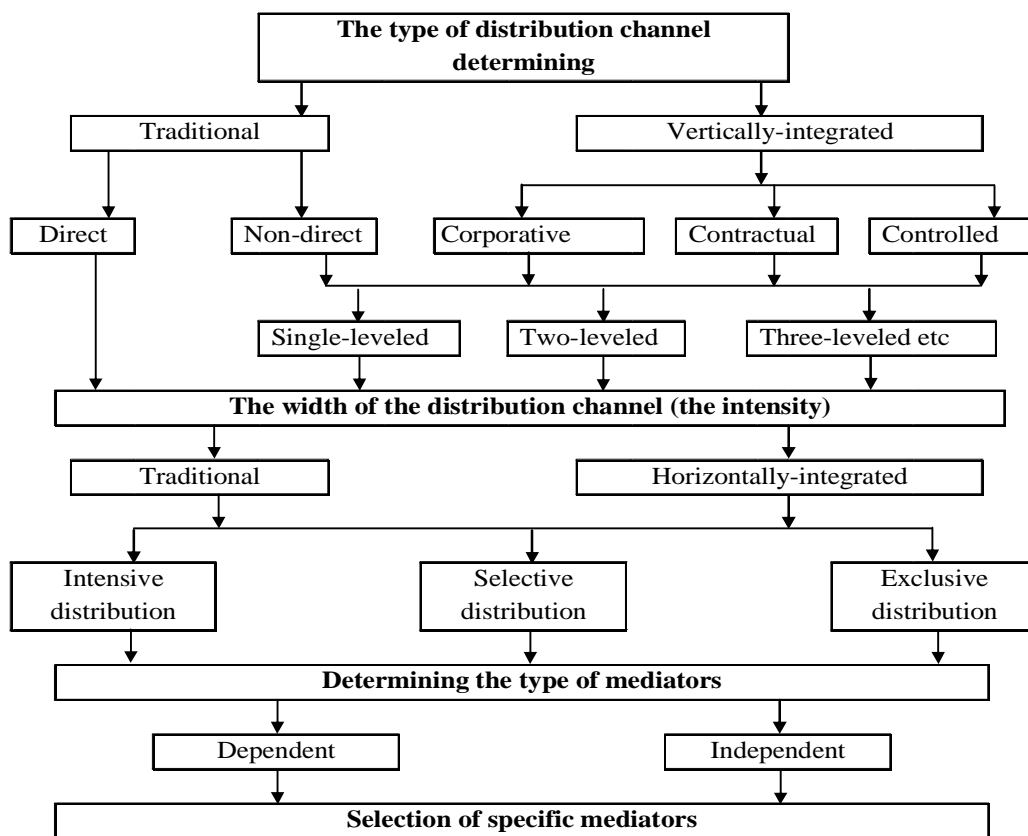 The type of distribution channel
determining
Traditional
Vertically-integrated
Direct
Non-direct
Corporative
Contractual
Controlled
Single-leveled
Two-leveled
Three-leveled etc
The width of the distribution channel (the intensity)
Traditional
Horizontally-integrated
Intensive
distribution
Selective
distribution
Exclusive
distribution
Determining the type of mediators
Dependent
Independent
Selection of specific mediators